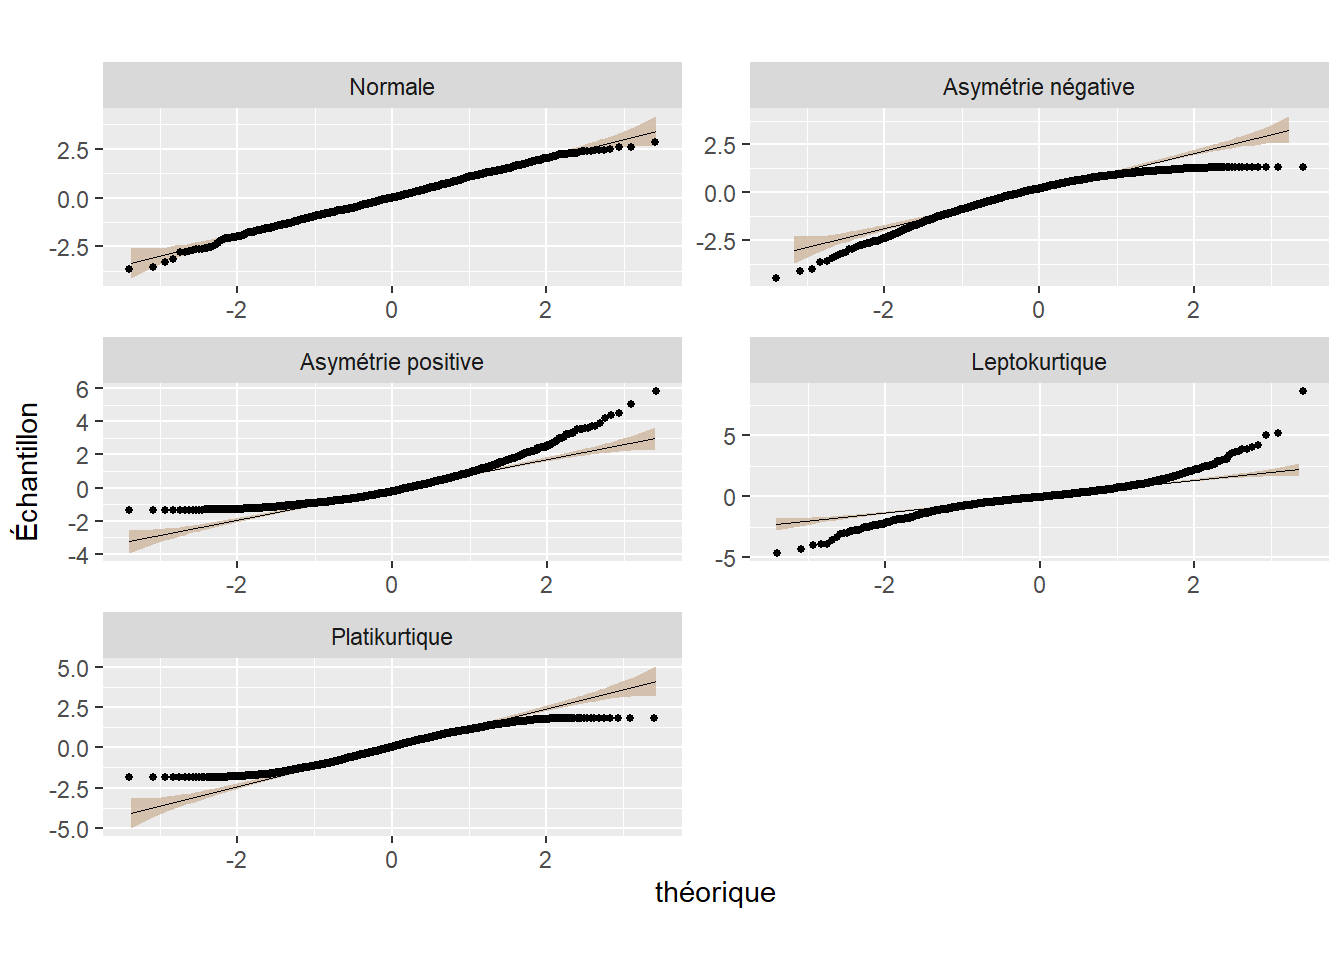 Normale
2.5
0.0
-2.5
-2 0 2
Asymétrie négative
2.5
0.0
-2.5
-2 0 2
Asymétrie positive
6
4
2
0
-2
-4
-2 0 2
Leptokurtique
5
0
-5
-2 0 2
Platikurtique
5.0
2.5
0.0
-2.5
-5.0
-2 0 2
Échantillon
théorique